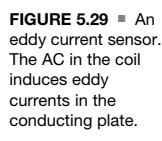 FIGURE 5.29 ■ An
eddy current sensor.
The AC in the coil
induces eddy
currents in the
conducting plate.